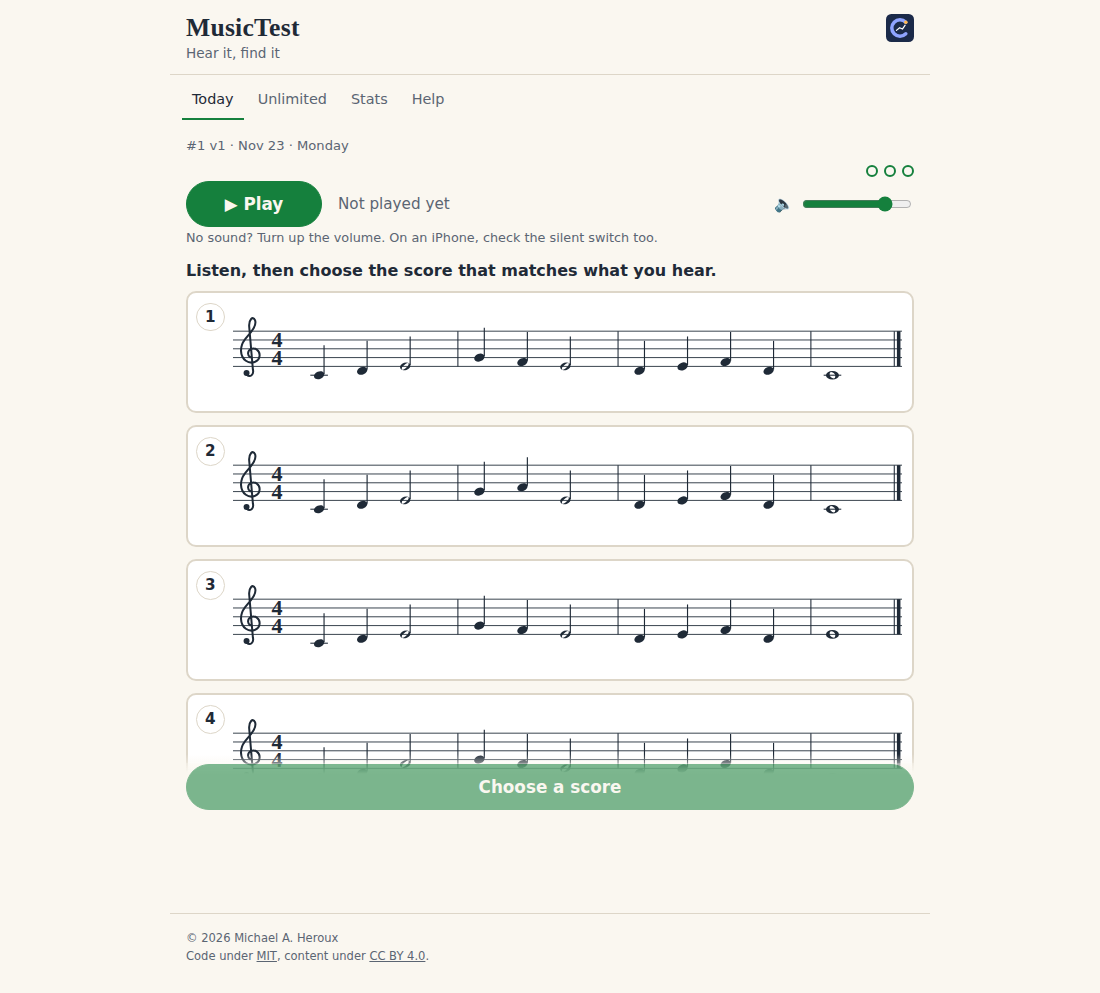 MusicTest
Hear it, find it
Today Unlimited Stats Help
#1 v1 · Nov 23 · Monday
▶ Play Not played yet
No sound? Turn up the volume. On an iPhone, check the silent switch too.
Listen, then choose the score that matches what you hear.
1
4
4
2
4
4
3
4
4
4
4
4
Choose a score
© 2026 Michael A. Heroux
Code under MIT, content under CC BY 4.0.